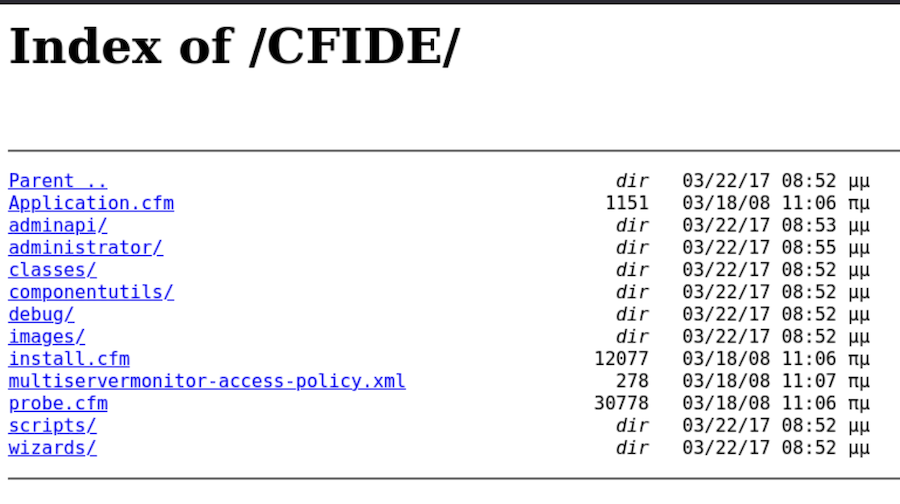 Index of /CFIDE/
Parent .. dir 03/22/17 08:52 μμ
Application.cfm 1151 03/18/08 11:06 πμ
adminapi/ dir 03/22/17 08:53 μμ
administrator/ dir 03/22/17 08:55 μμ
classes/ dir 03/22/17 08:52 μμ
componentutils/ dir 03/22/17 08:52 μμ
debug/ dir 03/22/17 08:52 μμ
images/ dir 03/22/17 08:52 μμ
install.cfm 12077 03/18/08 11:06 πμ
multiservermonitor-access-policy.xml 278 03/18/08 11:07 πμ
probe.cfm 30778 03/18/08 11:06 πμ
scripts/ dir 03/22/17 08:52 μμ
wizards/ dir 03/22/17 08:52 μμ